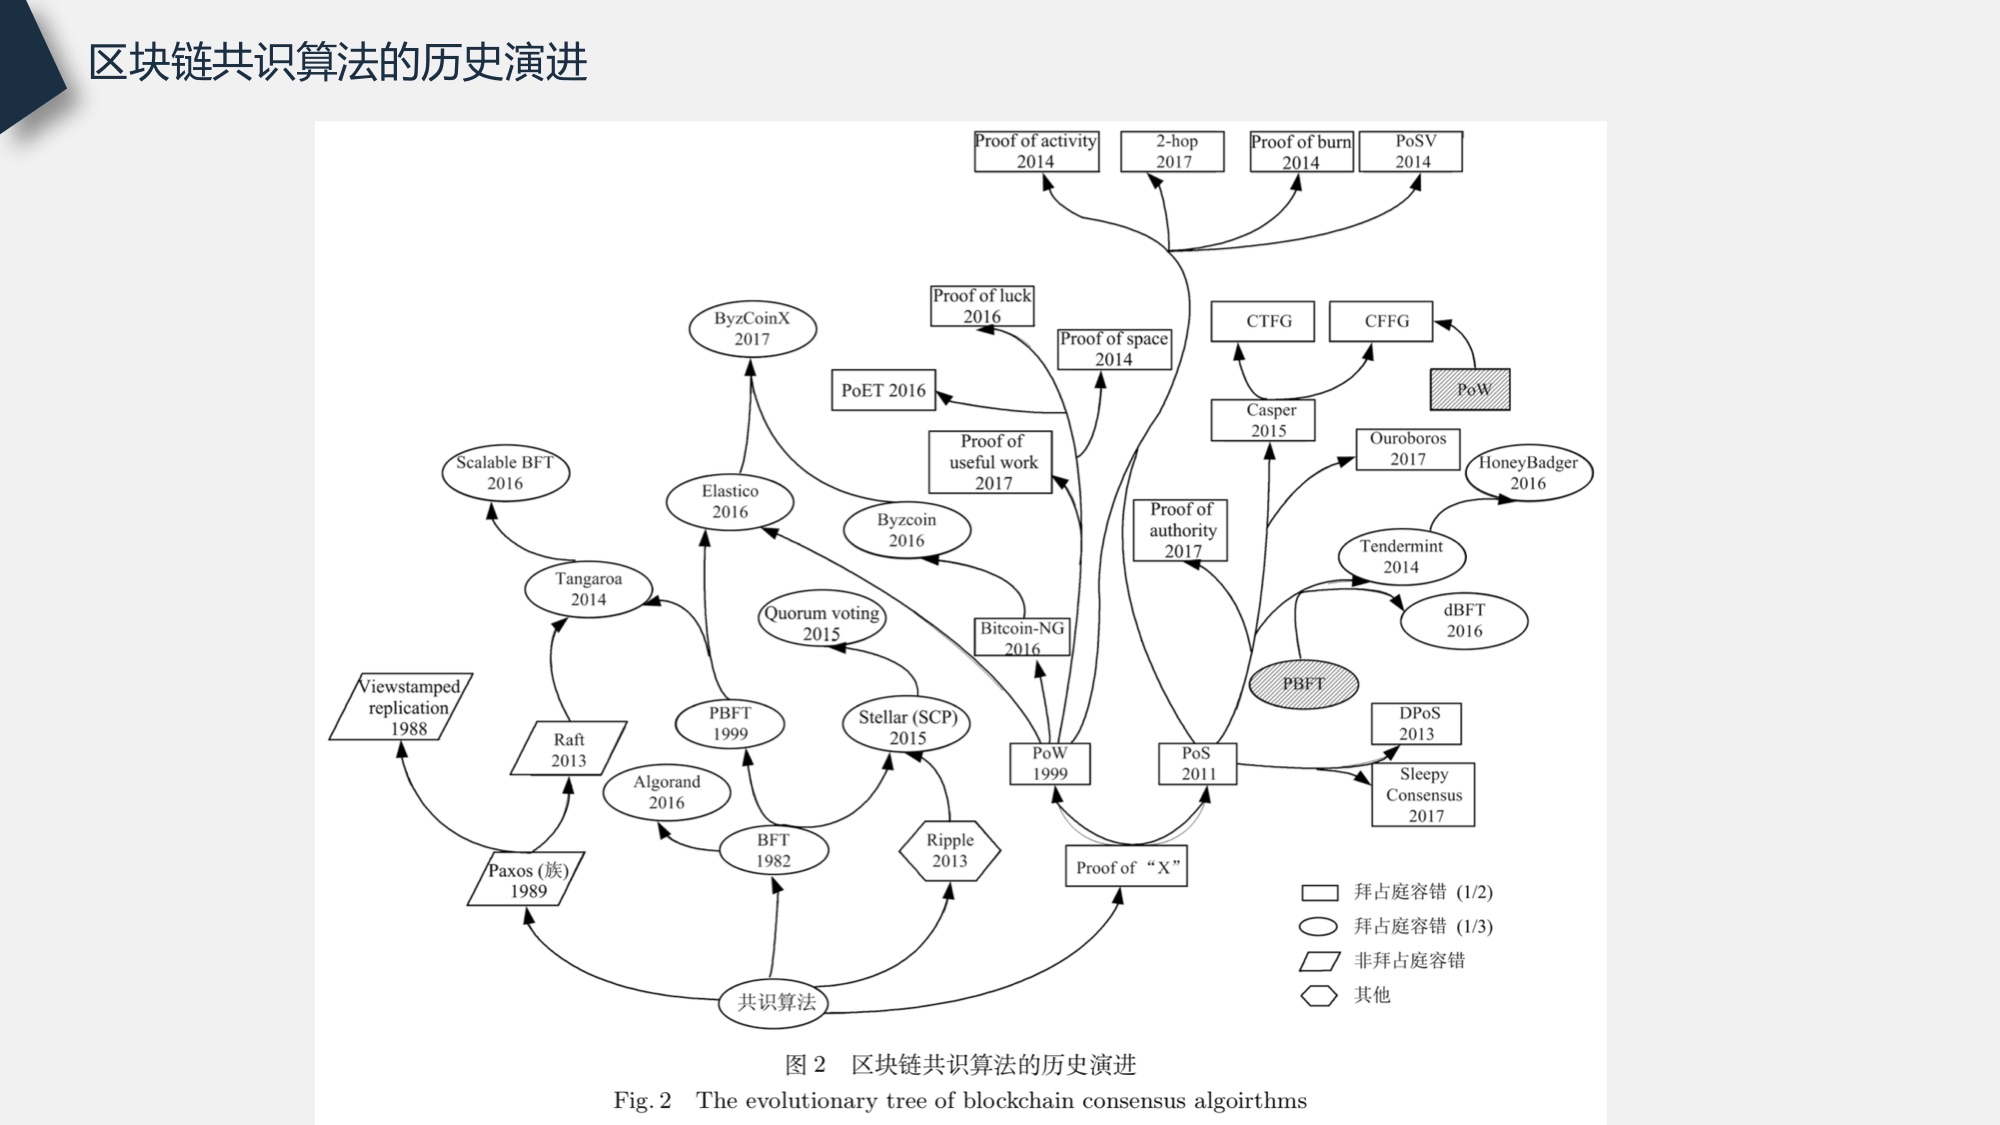 区块链共识算法的历史演进
Proof of activity
2014
2-hop
2017
Proof of burn
2014
PoSV
2014
Proof of luck
2016
ByzCoinX
2017
CTFG
CFFG
Proof of space
2014
PoET 2016
PoW
Casper
2015
Proof of
useful work
2017
Ouroboros
2017
Scalable BFT
2016
HoneyBadger
2016
Elastico
2016
Byzcoin
2016
Proof of
authority
2017
Tendermint
2014
Tangaroa
2014
Quorum voting
2015
dBFT
2016
Bitcoin-NG
2016
PBFT
Viewstamped
replication
1988
PBFT
1999
Stellar (SCP)
2015
DPoS
2013
Raft
2013
PoW
1999
PoS
2011
Algorand
2016
Sleepy
Consensus
2017
BFT
1982
Ripple
2013
Paxos (族)
1989
Proof of “X”
拜占庭容错 (1/2)
拜占庭容错 (1/3)
非拜占庭容错
其他
共识算法
图 2 区块链共识算法的历史演进
Fig. 2 The evolutionary tree of blockchain consensus algoirthms